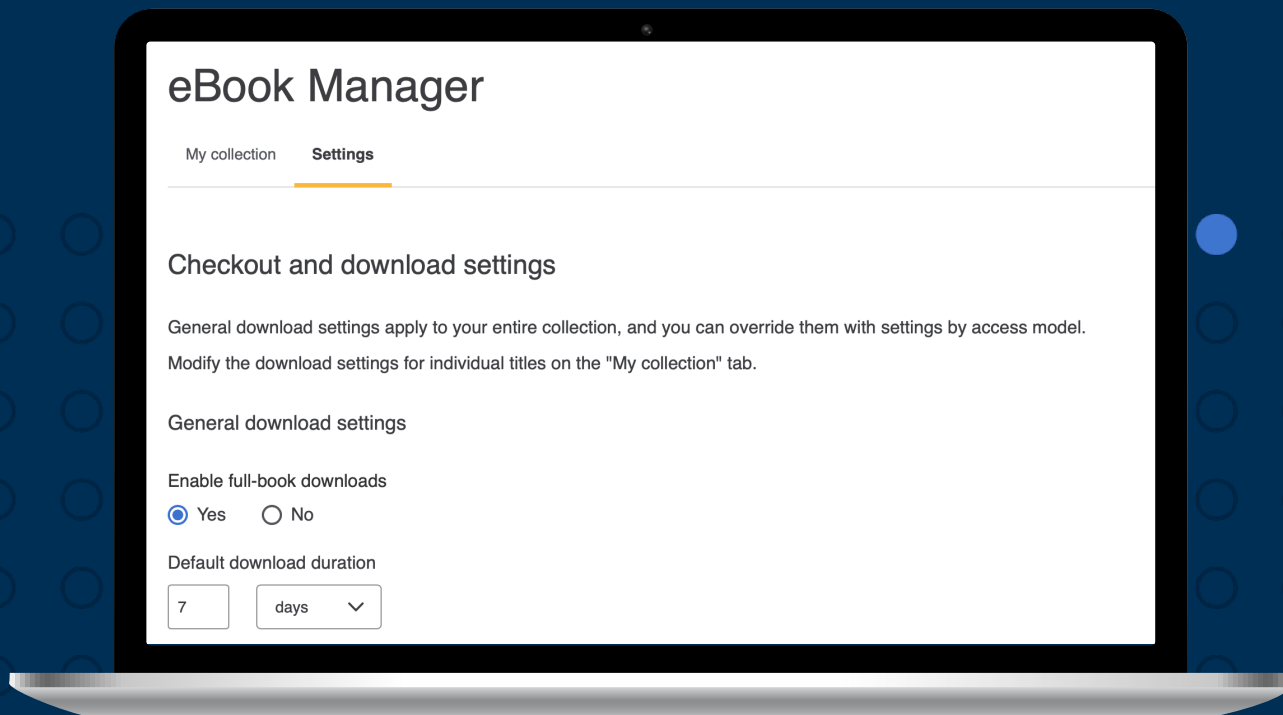 eBook Manager
My collection
Settings
Checkout and download settings
General download settings apply to your entire collection, and you can override them with settings by access model.
Modify the download settings for individual titles on the "My collection" tab.
General download settings
Enable full-book downloads
Yes
No
Default download duration
7
days